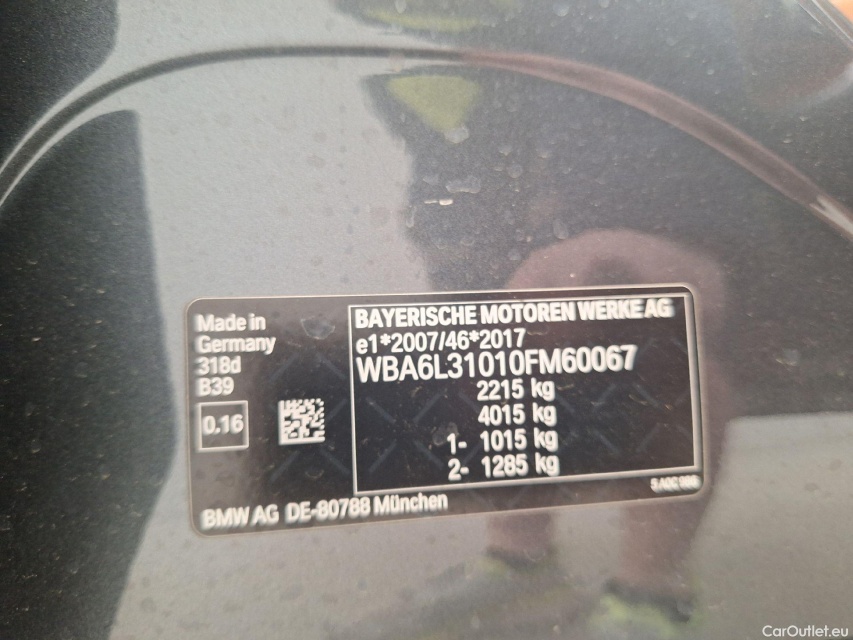 Made in
Germany
318d
B39
0.16
BAYERISCHE MOTOREN WERKE AG
e1*2007/46*2017
WBA6L31010FM60067
2215 kg
4015 kg
1- 1015 kg
2- 1285 kg
BMW AG DE-80788 München
CarOutlet.eu